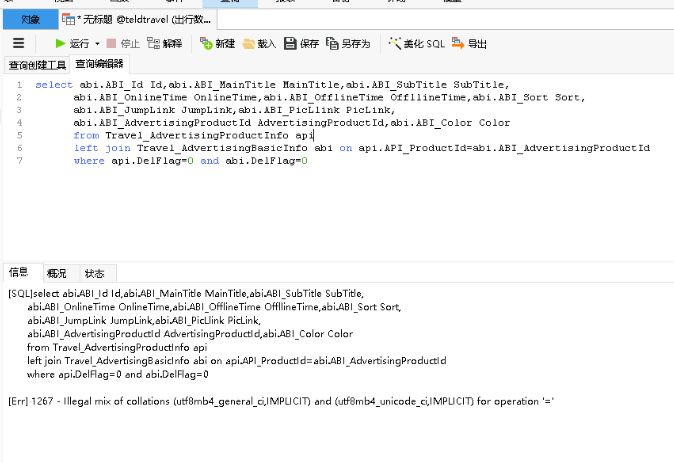 对象 * 无标题 @teldtravel (出行数...
运行 停止 解释 新建 载入 保存 另存为 美化 SQL 导出
查询创建工具 查询编辑器
1 select abi.ABI_Id Id,abi.ABI_MainTitle MainTitle,abi.ABI_SubTitle SubTitle,
2 abi.ABI_OnlineTime OnlineTime,abi.ABI_OfflineTime OffllineTime,abi.ABI_Sort Sort,
3 abi.ABI_JumpLink JumpLink,abi.ABI_PicLlink PicLink,
4 abi.ABI_AdvertisingProductId AdvertisingProductId,abi.ABI_Color Color
5 from Travel_AdvertisingProductInfo api
6 left join Travel_AdvertisingBasicInfo abi on api.API_ProductId=abi.ABI_AdvertisingProductId
7 where api.DelFlag=0 and abi.DelFlag=0
信息 概况 状态
[SQL]select abi.ABI_Id Id,abi.ABI_MainTitle MainTitle,abi.ABI_SubTitle SubTitle,
abi.ABI_OnlineTime OnlineTime,abi.ABI_OfflineTime OffllineTime,abi.ABI_Sort Sort,
abi.ABI_JumpLink JumpLink,abi.ABI_PicLlink PicLink,
abi.ABI_AdvertisingProductId AdvertisingProductId,abi.ABI_Color Color
from Travel_AdvertisingProductInfo api
left join Travel_AdvertisingBasicInfo abi on api.API_ProductId=abi.ABI_AdvertisingProductId
where api.DelFlag=0 and abi.DelFlag=0
[Err] 1267 - Illegal mix of collations (utf8mb4_general_ci,IMPLICIT) and (utf8mb4_unicode_ci,IMPLICIT) for operation '='